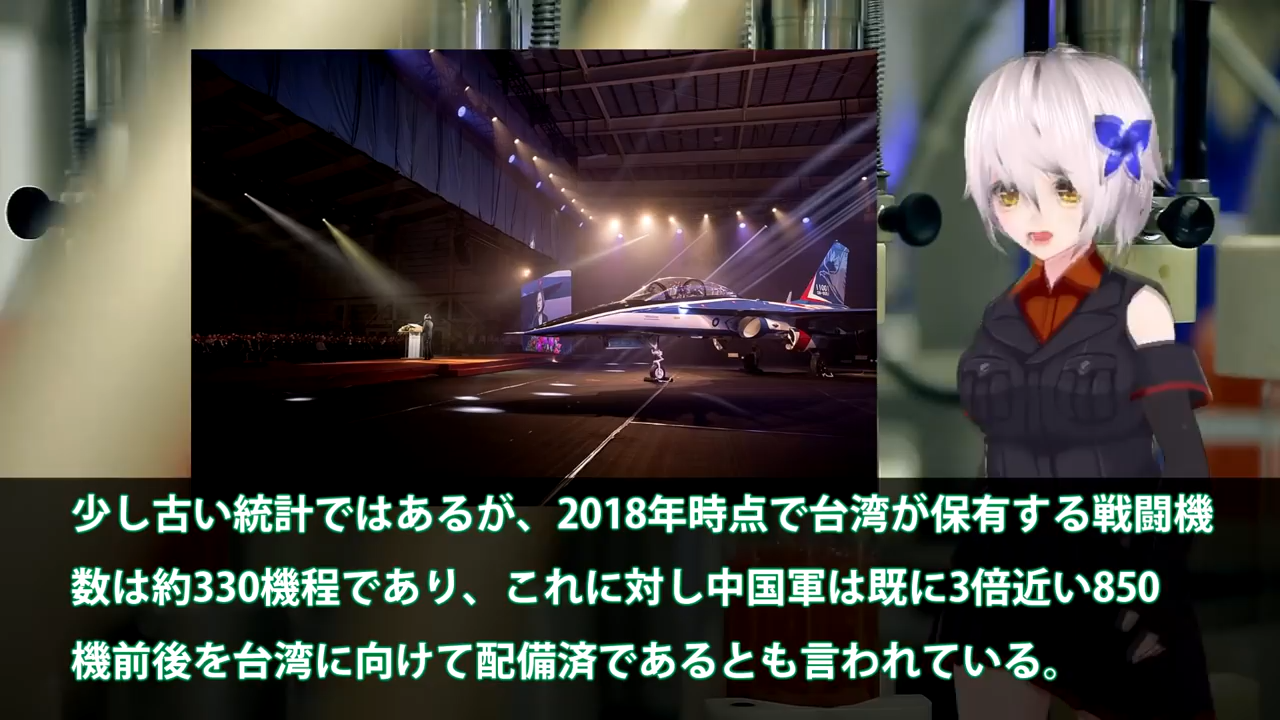 少し古い統計ではあるが、2018年時点で台湾が保有する戦闘機
数は約330機程であり、これに対し中国軍は既に3倍近い850
機前後を台湾に向けて配備済であるとも言われている。